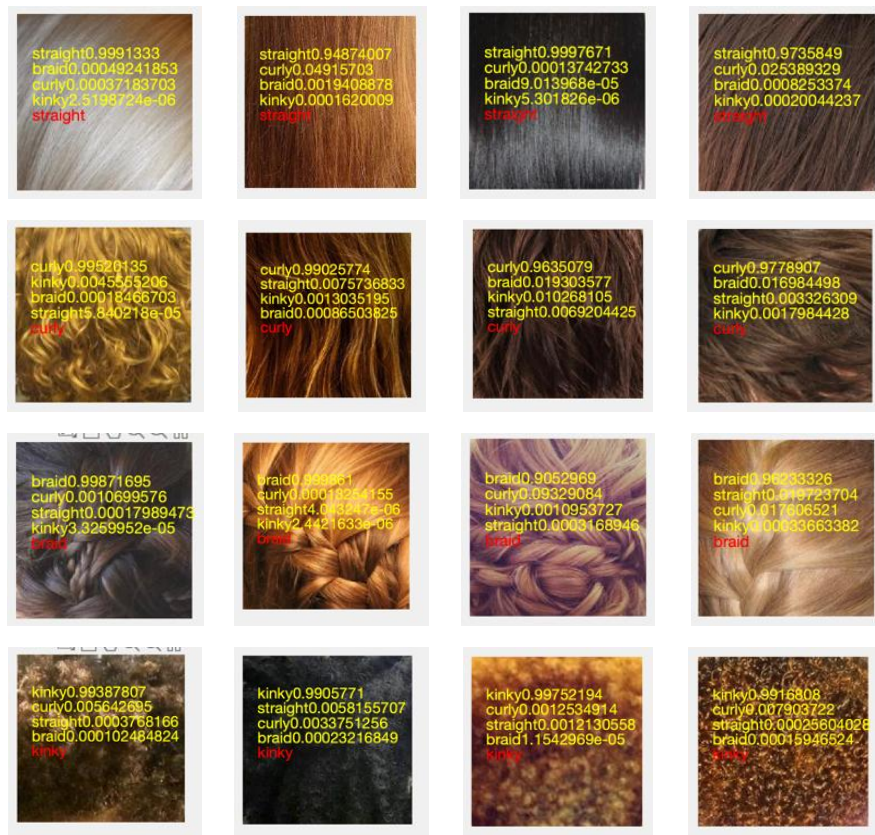 straight0.9991333
braid0.00049241853
curly0.00037183703
kinky2.5198724e-06
straight
straight0.94874007
curly0.04915703
braid0.0019408878
kinky0.0001620009
straight
straight0.9997671
curly0.00013742733
braid9.013968e-05
kinky5.301826e-06
straight
straight0.9735849
curly0.025389329
braid0.0008253374
kinky0.00020044237
straight
curly0.99520135
kinky0.0045555206
braid0.00018466703
straight5.840218e-05
curly
curly0.99025774
straight0.0075736833
kinky0.0013035195
braid0.00086503825
curly
curly0.9635079
braid0.019303577
kinky0.010268105
straight0.0069204425
curly
curly0.9778907
braid0.016984498
straight0.003326309
kinky0.0017984428
curly
braid0.99871695
curly0.0010699576
straight0.00017989473
kinky3.3259952e-05
braid
braid0.999861
curly0.00013254155
straight4.043247e-06
kinky2.4421633e-06
braid
braid0.9052969
curly0.09329084
kinky0.0010953727
straight0.0003168946
braid
braid0.96233326
straight0.019723704
curly0.017606521
kinky0.00033663382
braid
kinky0.99387807
curly0.005642695
straight0.0003768166
braid0.000102484824
kinky
kinky0.9905771
straight0.0058155707
curly0.0033751256
braid0.00023216849
kinky
kinky0.99752194
curly0.0012534914
straight0.0012130558
braid1.1542969e-05
kinky
kinky0.9916808
curly0.007903722
straight0.00025604028
braid0.00015946524
kinky